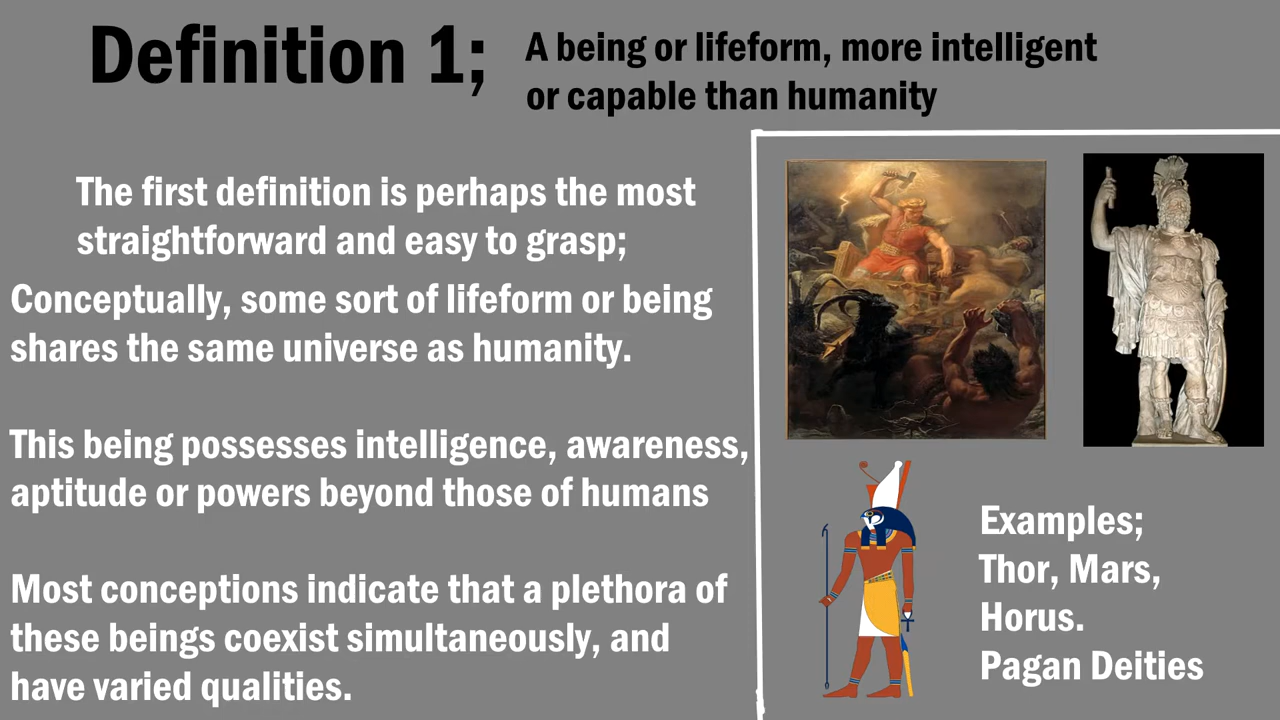 Definition 1;
A being or lifeform, more intelligent
or capable than humanity
The first definition is perhaps the most
straightforward and easy to grasp;
Conceptually, some sort of lifeform or being
shares the same universe as humanity.
This being possesses intelligence, awareness,
aptitude or powers beyond those of humans
Most conceptions indicate that a plethora of
these beings coexist simultaneously, and
have varied qualities.
Examples;
Thor, Mars,
Horus.
Pagan Deities